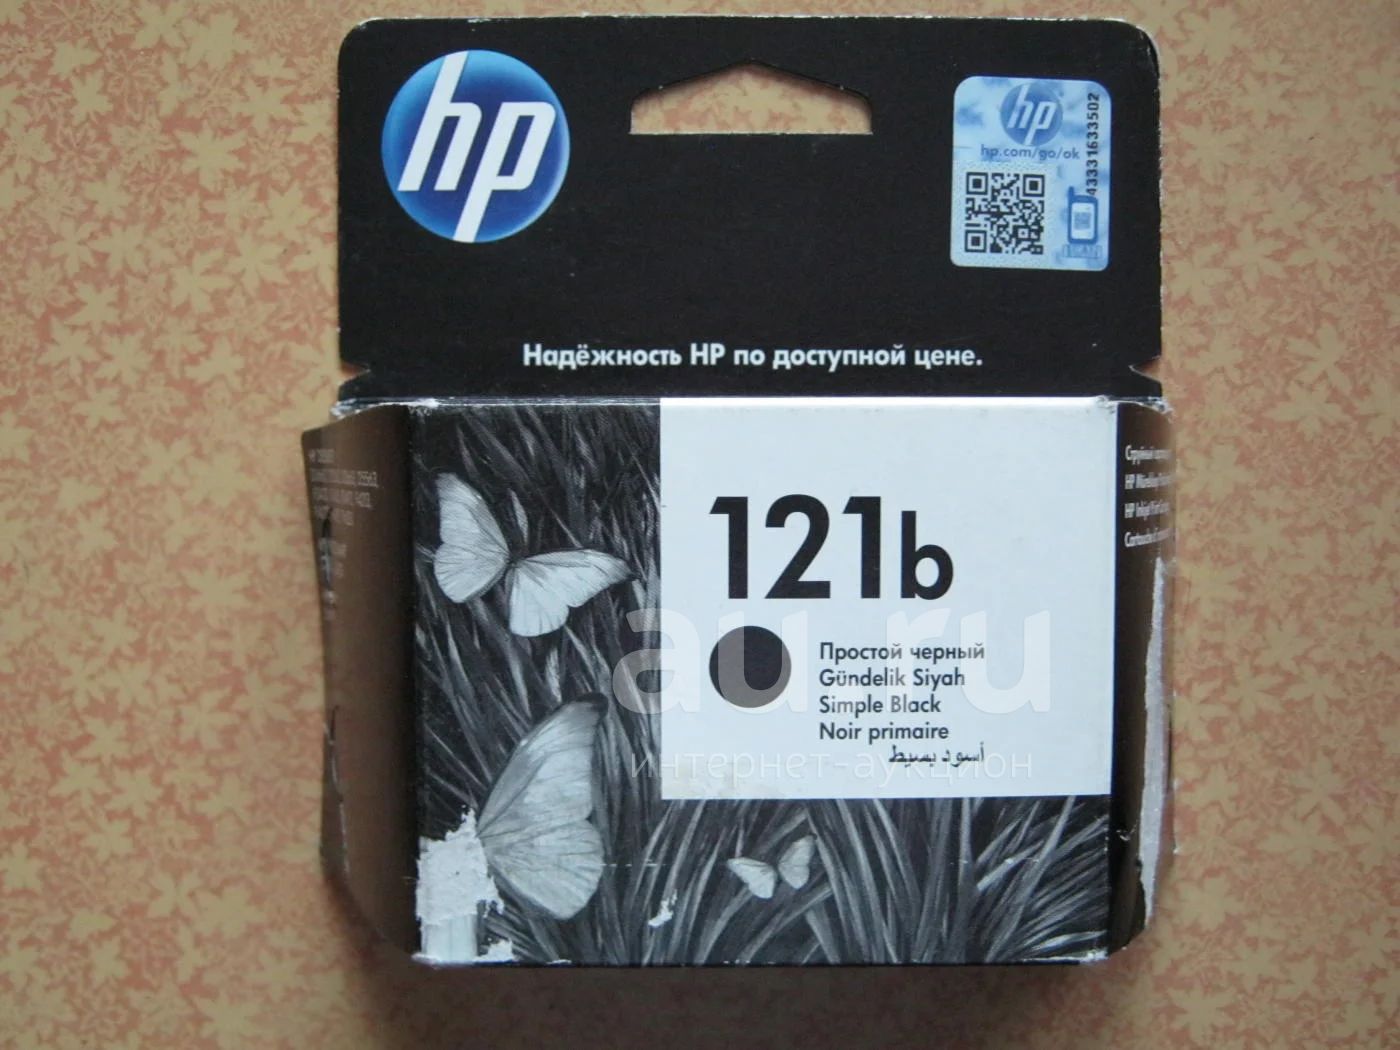 hp
hp
hp.com/go/ok
43331633502
Надёжность HP по доступной цене.
121b
Простой черный
Gündelik Siyah
Simple Black
Noir primaire
أسود بسيط
au.ru
интернет-аукцион